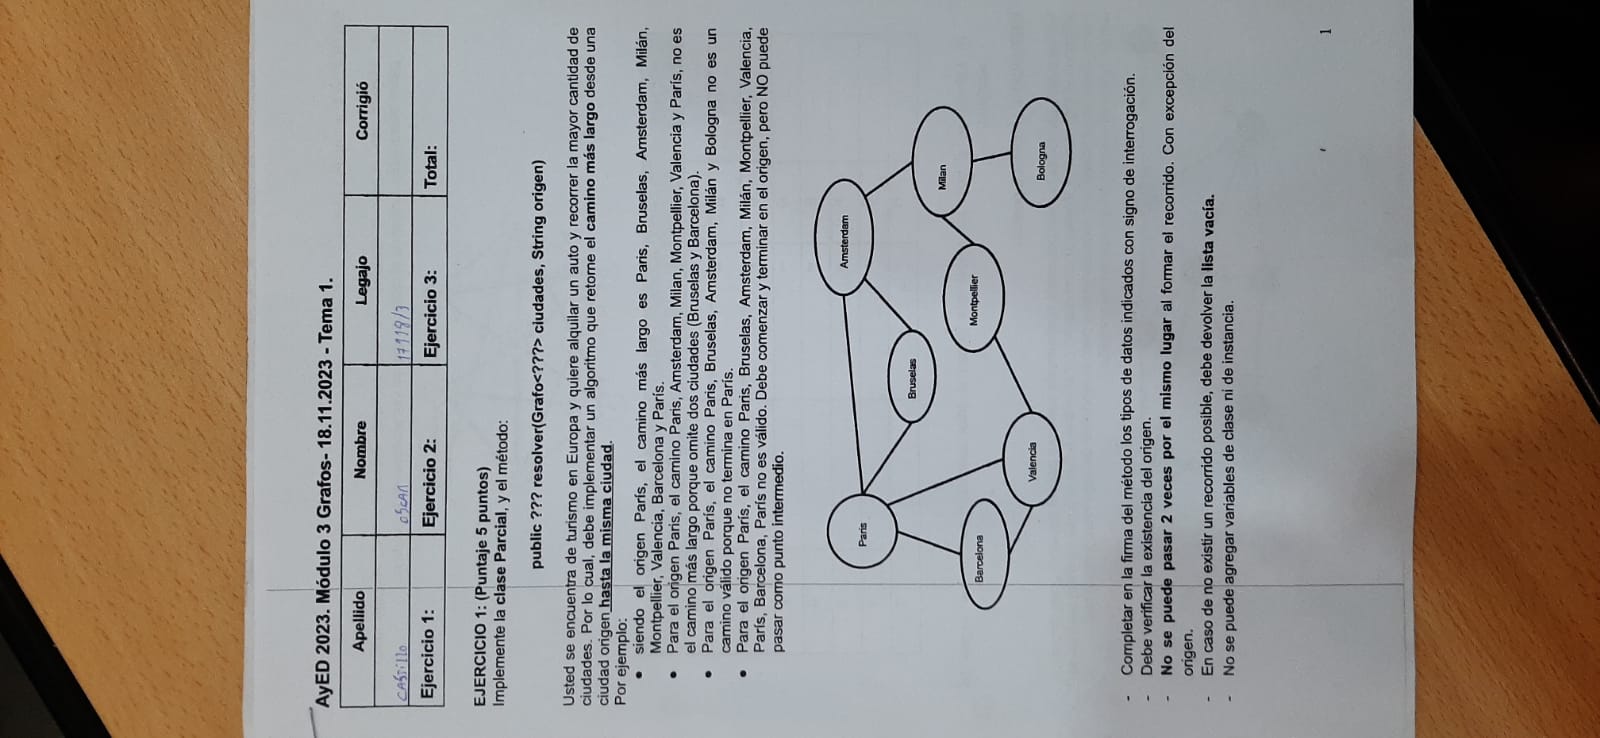 AyED 2023. Módulo 3 Grafos- 18.11.2023 - Tema 1.
Apellido Nombre Legajo Corrigió
CASTILLO OSCAR 17119/3
Ejercicio 1: Ejercicio 2: Ejercicio 3: Total:
EJERCICIO 1: (Puntaje 5 puntos)
Implemente la clase Parcial, y el método:
public ??? resolver(Grafo<???> ciudades, String origen)
Usted se encuentra de turismo en Europa y quiere alquilar un auto y recorrer la mayor cantidad de
ciudades. Por lo cual, debe implementar un algoritmo que retorne el camino más largo desde una
ciudad origen hasta la misma ciudad.
Por ejemplo:
• siendo el origen París, el camino más largo es Paris, Bruselas, Amsterdam, Milán,
Montpellier, Valencia, Barcelona y París.
• Para el origen Paris, el camino Paris, Amsterdam, Milan, Montpellier, Valencia y París, no es
el camino más largo porque omite dos ciudades (Bruselas y Barcelona).
• Para el origen París, el camino Paris, Bruselas, Amsterdam, Milán y Bologna no es un
camino válido porque no termina en París.
• Para el origen París, el camino Paris, Bruselas, Amsterdam, Milán, Montpellier, Valencia,
París, Barcelona, París no es válido. Debe comenzar y terminar en el origen, pero NO puede
pasar como punto intermedio.
Amsterdam
Paris
Bruselas
Milan
Montpellier
Barcelona
Valencia
Bologna
- Completar en la firma del método los tipos de datos indicados con signo de interrogación.
- Debe verificar la existencia del origen.
- No se puede pasar 2 veces por el mismo lugar al formar el recorrido. Con excepción del
origen.
- En caso de no existir un recorrido posible, debe devolver la lista vacía.
- No se puede agregar variables de clase ni de instancia.
1